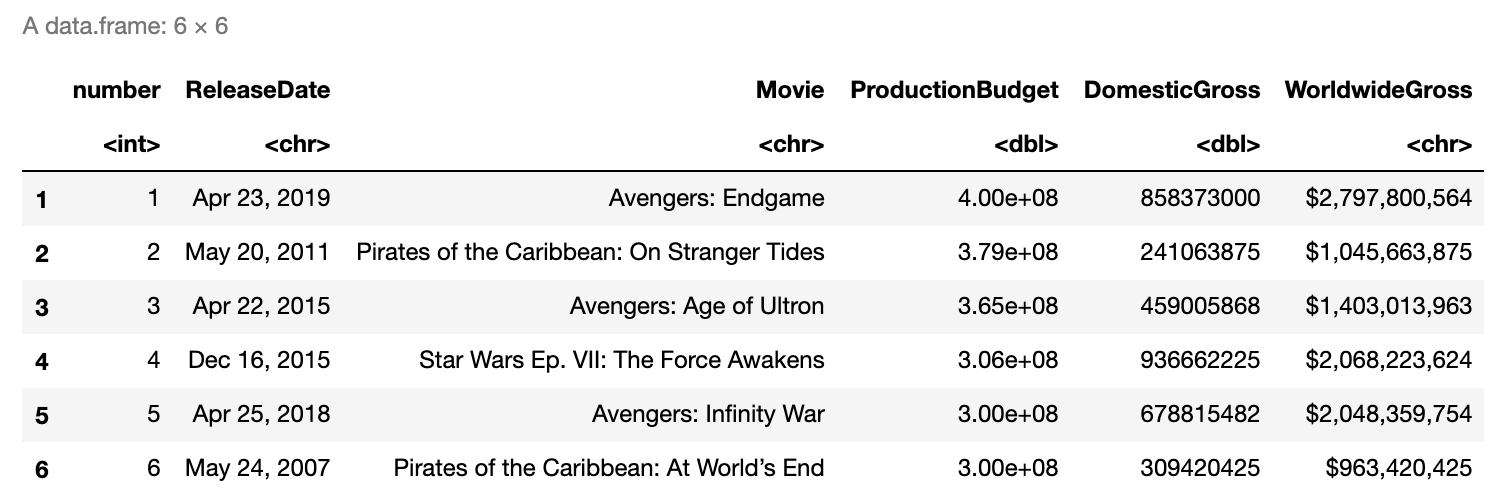 A data.frame: 6 × 6
number ReleaseDate Movie ProductionBudget DomesticGross WorldwideGross
<int> <chr> <chr> <dbl> <dbl> <chr>
1 1 Apr 23, 2019 Avengers: Endgame 4.00e+08 858373000 $2,797,800,564
2 2 May 20, 2011 Pirates of the Caribbean: On Stranger Tides 3.79e+08 241063875 $1,045,663,875
3 3 Apr 22, 2015 Avengers: Age of Ultron 3.65e+08 459005868 $1,403,013,963
4 4 Dec 16, 2015 Star Wars Ep. VII: The Force Awakens 3.06e+08 936662225 $2,068,223,624
5 5 Apr 25, 2018 Avengers: Infinity War 3.00e+08 678815482 $2,048,359,754
6 6 May 24, 2007 Pirates of the Caribbean: At World’s End 3.00e+08 309420425 $963,420,425